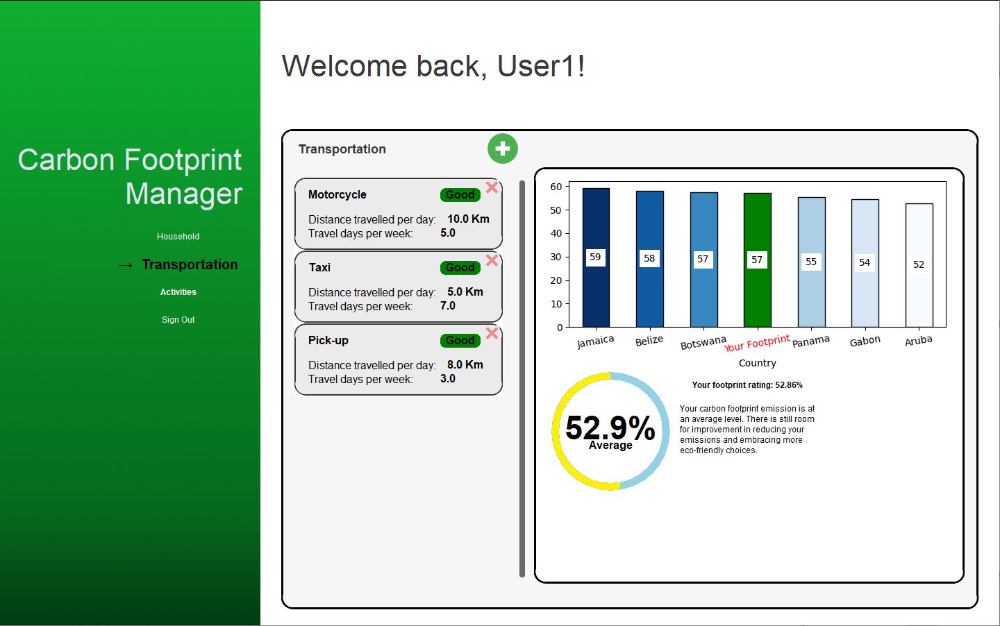 Welcome back, User1!
Carbon Footprint
Manager
Household
→ Transportation
Activities
Sign Out
Transportation
Motorcycle Good
Distance travelled per day: 10.0 Km
Travel days per week: 5.0
Taxi Good
Distance travelled per day: 5.0 Km
Travel days per week: 7.0
Pick-up Good
Distance travelled per day: 8.0 Km
Travel days per week: 3.0
60
50
40
30
20
10
0
59 58 57 57 55 54 52
Jamaica Belize Botswana Your Footprint Panama Gabon Aruba
Country
52.9%
Average
Your footprint rating: 52.86%
Your carbon footprint emission is at
an average level. There is still room
for improvement in reducing your
emissions and embracing more
eco-friendly choices.